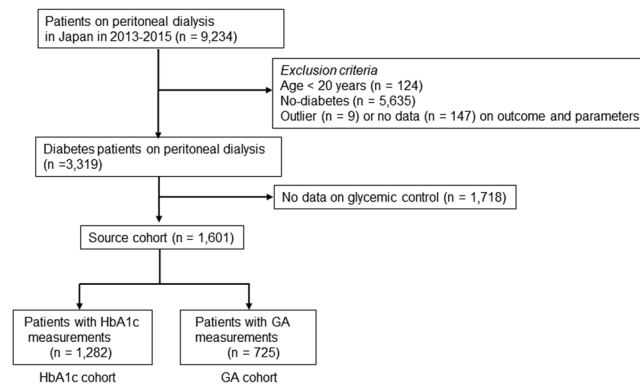 Patients on peritoneal dialysis
in Japan in 2013-2015 (n = 9,234)
Exclusion criteria
Age < 20 years (n = 124)
No-diabetes (n = 5,635)
Outlier (n = 9) or no data (n = 147) on outcome and parameters
Diabetes patients on peritoneal dialysis
(n =3,319)
No data on glycemic control (n = 1,718)
Source cohort (n = 1,601)
Patients with HbA1c
measurements
(n = 1,282)
HbA1c cohort
Patients with GA
measurements
(n = 725)
GA cohort